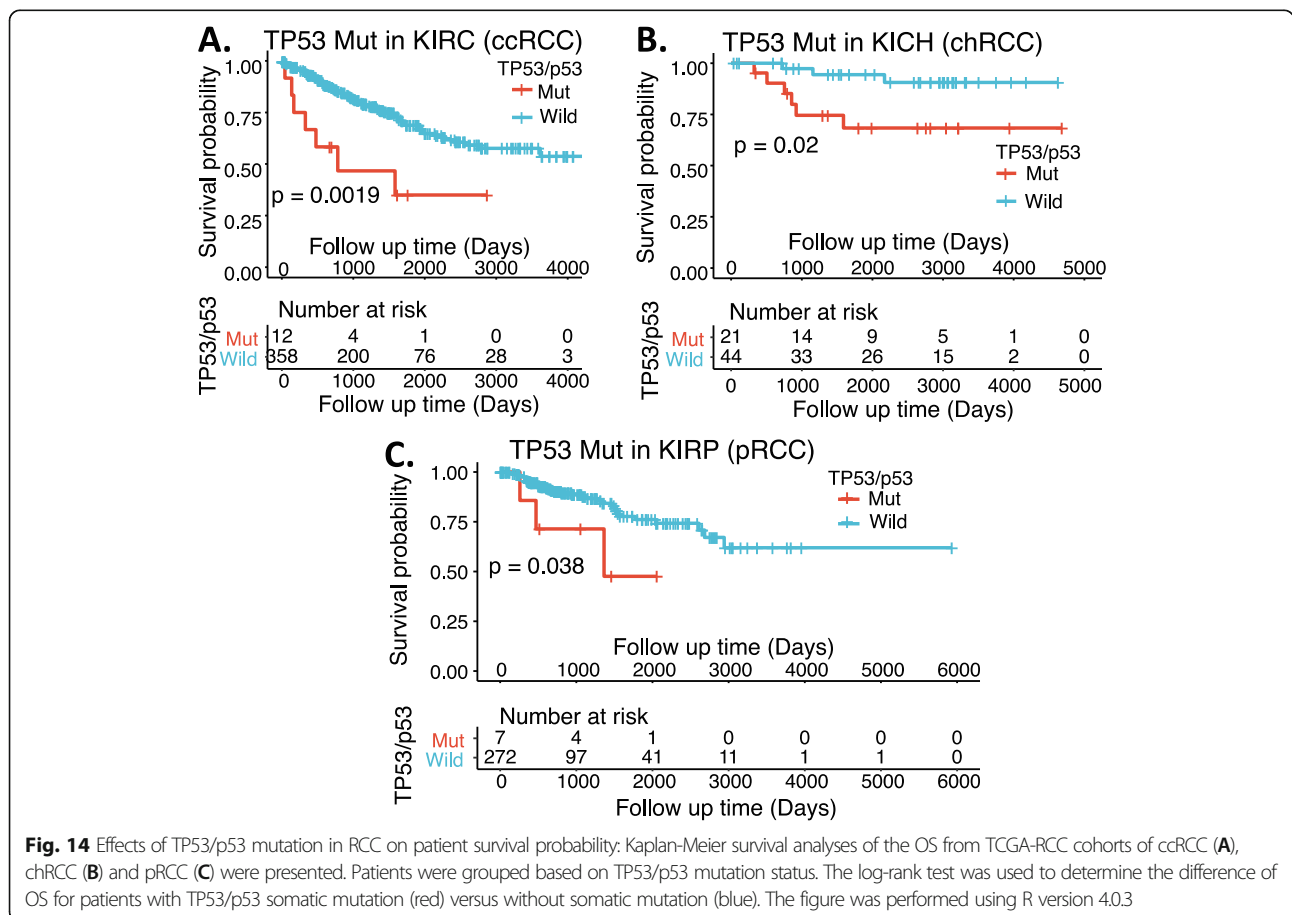 A. TP53 Mut in KIRC (ccRCC)
TP53/p53
Mut
Wild
Survival probability
1.00
0.75
0.50
0.25
0.00
p = 0.0019
Follow up time (Days)
0 1000 2000 3000 4000
Number at risk
TP53/p53
Mut 12 4 1 0 0
Wild 358 200 76 28 3
0 1000 2000 3000 4000
Follow up time (Days)
B. TP53 Mut in KICH (chRCC)
Survival probability
1.00
0.75
0.50
0.25
0.00
p = 0.02
TP53/p53
Mut
Wild
Follow up time (Days)
0 1000 2000 3000 4000 5000
Number at risk
TP53/p53
Mut 21 14 9 5 1 0
Wild 44 33 26 15 2 0
0 1000 2000 3000 4000 5000
Follow up time (Days)
C. TP53 Mut in KIRP (pRCC)
TP53/p53
Mut
Wild
Survival probability
1.00
0.75
0.50
0.25
0.00
p = 0.038
Follow up time (Days)
0 1000 2000 3000 4000 5000 6000
Number at risk
TP53/p53
Mut 7 4 1 0 0 0 0
Wild 272 97 41 11 1 1 0
0 1000 2000 3000 4000 5000 6000
Follow up time (Days)
Fig. 14 Effects of TP53/p53 mutation in RCC on patient survival probability: Kaplan-Meier survival analyses of the OS from TCGA-RCC cohorts of ccRCC (A),
chRCC (B) and pRCC (C) were presented. Patients were grouped based on TP53/p53 mutation status. The log-rank test was used to determine the difference of
OS for patients with TP53/p53 somatic mutation (red) versus without somatic mutation (blue). The figure was performed using R version 4.0.3